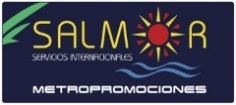 SALMOR
SERVICIOS INTERNACIONALES
METROPROMOCIONES